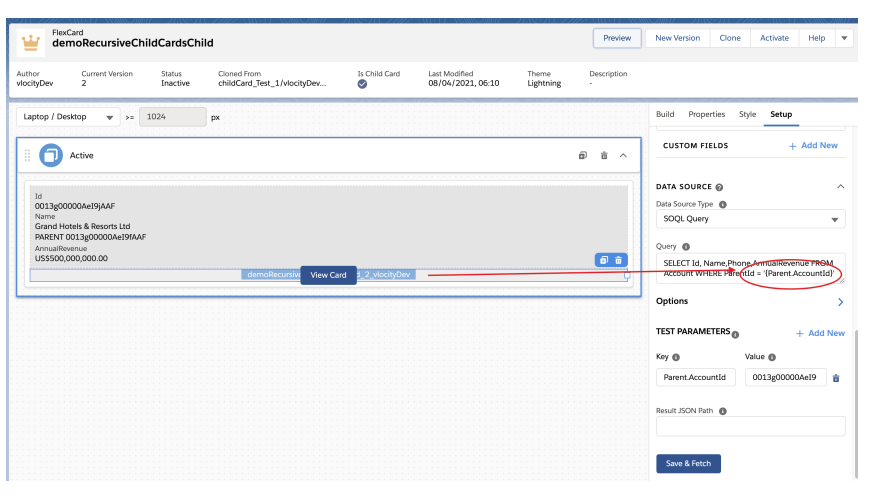 FlexCard
demoRecursiveChildCardsChild
Preview
New Version
Clone
Activate
Help
Author
vlocityDev
Current Version
2
Status
Inactive
Cloned From
childCard_Test_1/vlocityDev...
Is Child Card
Last Modified
08/04/2021, 06:10
Theme
Lightning
Description
-
Laptop / Desktop
>=
1024
px
Active
Id
0013g00000AeI9jAAF
Name
Grand Hotels & Resorts Ltd
PARENT 0013g00000AeI9fAAF
AnnualRevenue
US$500,000,000.00
demoRecursive
View Card
d_2_vlocityDev
Build
Properties
Style
Setup
CUSTOM FIELDS
+ Add New
DATA SOURCE
Data Source Type
SOQL Query
Query
SELECT Id, Name,Phone,AnnualRevenue FROM
Account WHERE ParentId = '{Parent.AccountId}'
Options
TEST PARAMETERS
+ Add New
Key
Value
Parent.AccountId
0013g00000AeI9
Result JSON Path
Save & Fetch